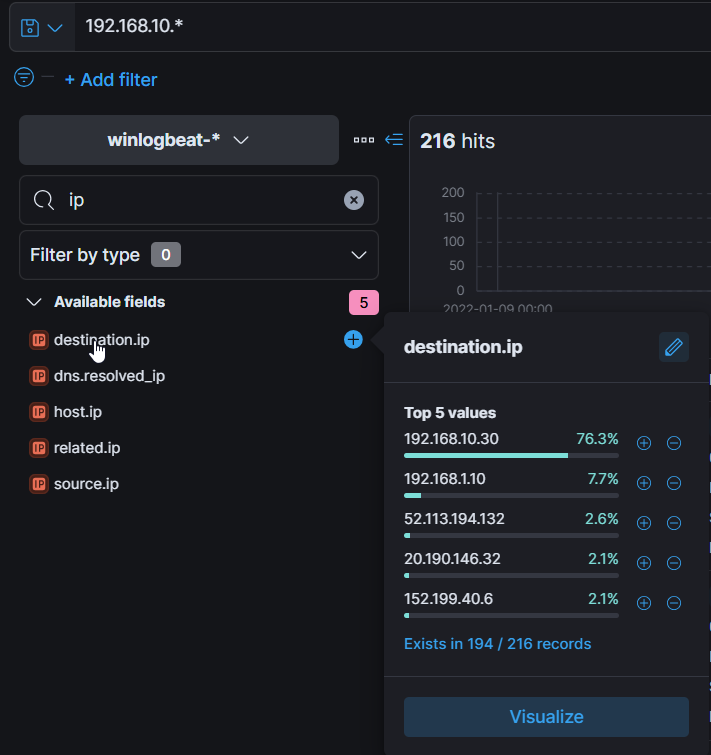 192.168.10.*
+ Add filter
winlogbeat-*
216 hits
ip
Filter by type 0
200
150
100
50
0
2022-01-09 00:00
Available fields 5
destination.ip
dns.resolved_ip
host.ip
related.ip
source.ip
destination.ip
Top 5 values
192.168.10.30 76.3%
192.168.1.10 7.7%
52.113.194.132 2.6%
20.190.146.32 2.1%
152.199.40.6 2.1%
Exists in 194 / 216 records
Visualize